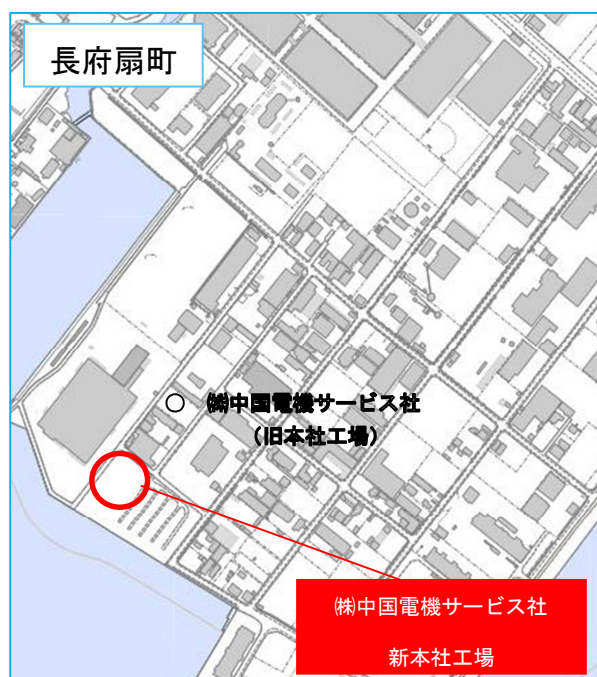 長府扇町
○ ㈱中国電機サービス社
（旧本社工場）
㈱中国電機サービス社
新本社工場